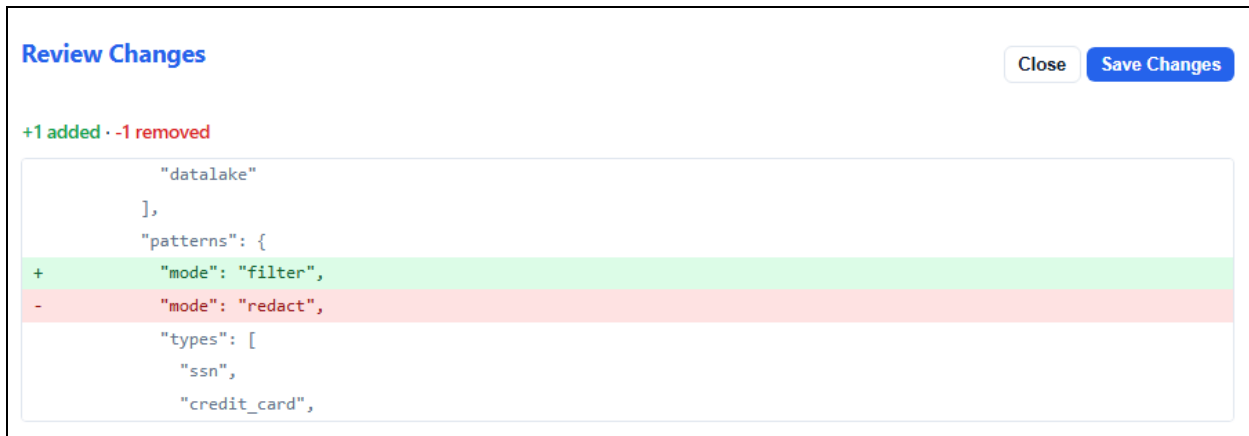 Review Changes
Close
Save Changes
+1 added · -1 removed
"datalake"
],
"patterns": {
+ "mode": "filter",
- "mode": "redact",
"types": [
"ssn",
"credit_card",